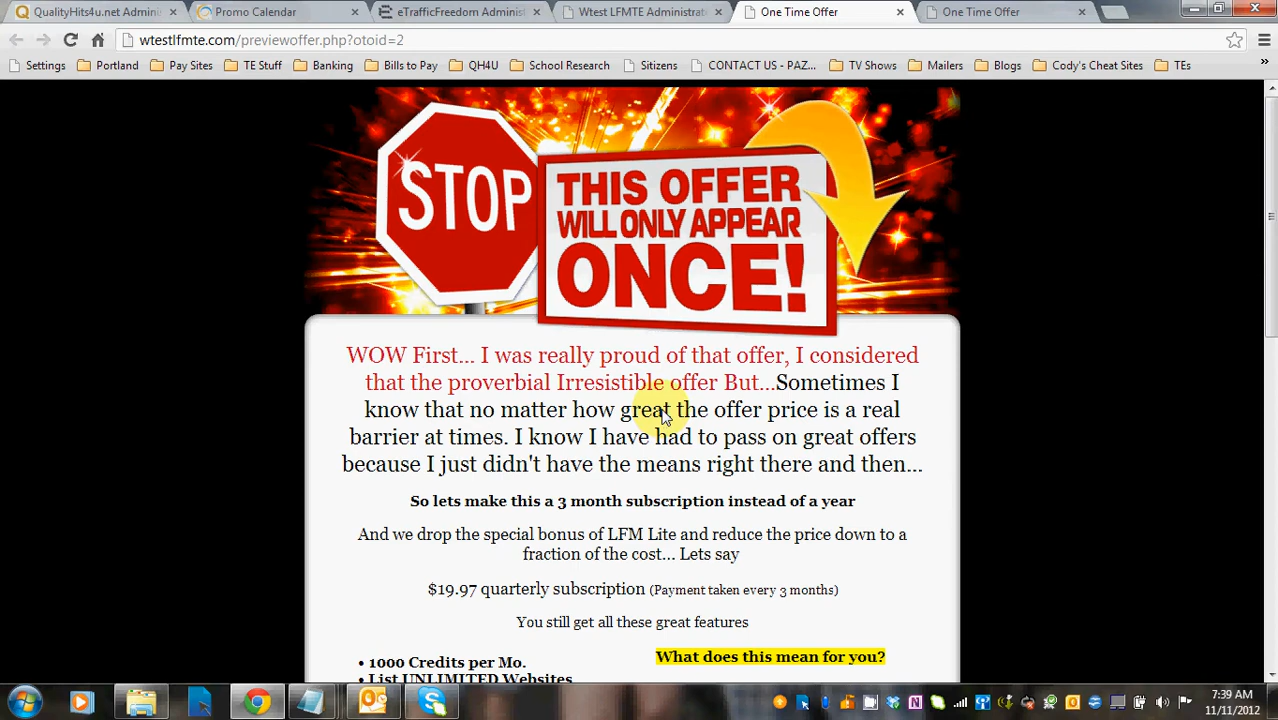 QualityHits4u.net Admini
Promo Calendar
eTrafficFreedom Adminis
Wtest LFMTE Administrat
One Time Offer
One Time Offer
wtestlfmte.com/previewoffer.php?otoid=2
Settings
Portland
Pay Sites
TE Stuff
Banking
Bills to Pay
QH4U
School Research
Sitizens
CONTACT US - PAZ...
TV Shows
Mailers
Blogs
Cody's Cheat Sites
TEs
STOP
THIS OFFER
WILL ONLY APPEAR
ONCE!
WOW First... I was really proud of that offer, I considered
that the proverbial Irresistible offer But...Sometimes I
know that no matter how great the offer price is a real
barrier at times. I know I have had to pass on great offers
because I just didn't have the means right there and then...
So lets make this a 3 month subscription instead of a year
And we drop the special bonus of LFM Lite and reduce the price down to a
fraction of the cost... Lets say
$19.97 quarterly subscription (Payment taken every 3 months)
You still get all these great features
• 1000 Credits per Mo.
• List UNLIMITED Websites
What does this mean for you?
7:39 AM
11/11/2012